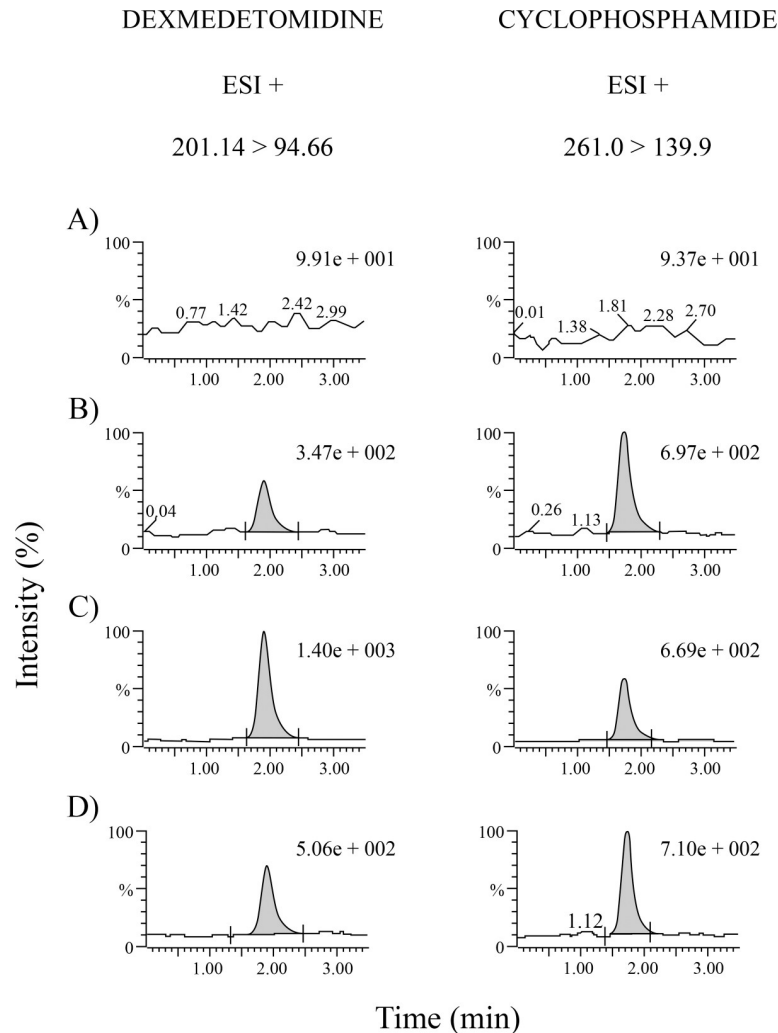 DEXMEDETOMIDINE CYCLOPHOSPHAMIDE
ESI + ESI +
201.14 > 94.66 261.0 > 139.9
A)
100 9.91e + 001 100 9.37e + 001
% 0.77 1.42 2.42 2.99 % 0.01 1.38 1.81 2.28 2.70
0 0
1.00 2.00 3.00 1.00 2.00 3.00
B)
100 3.47e + 002 100 6.97e + 002
% 0.04 % 0.26 1.13
0 0
1.00 2.00 3.00 1.00 2.00 3.00
Intensity (%)
C)
100 1.40e + 003 100 6.69e + 002
% %
0 0
1.00 2.00 3.00 1.00 2.00 3.00
D)
100 5.06e + 002 100 7.10e + 002
% % 1.12
0 0
1.00 2.00 3.00 1.00 2.00 3.00
Time (min)